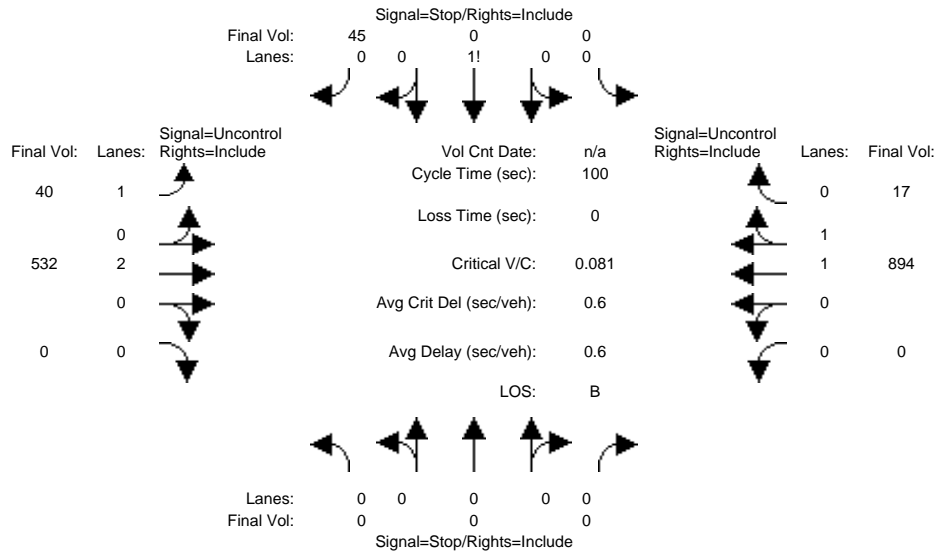 Signal=Stop/Rights=Include
Final Vol: 45 0 0
Lanes: 0 0 1! 0 0
Signal=Uncontrol
Final Vol: Lanes: Rights=Include
Vol Cnt Date: n/a
Signal=Uncontrol
Rights=Include Lanes: Final Vol:
Cycle Time (sec): 100
40 1
0 17
Loss Time (sec): 0
0
1
532 2
Critical V/C: 0.081
1 894
0
Avg Crit Del (sec/veh): 0.6
0
0 0
Avg Delay (sec/veh): 0.6
0 0
LOS: B
Lanes: 0 0 0 0 0
Final Vol: 0 0 0
Signal=Stop/Rights=Include